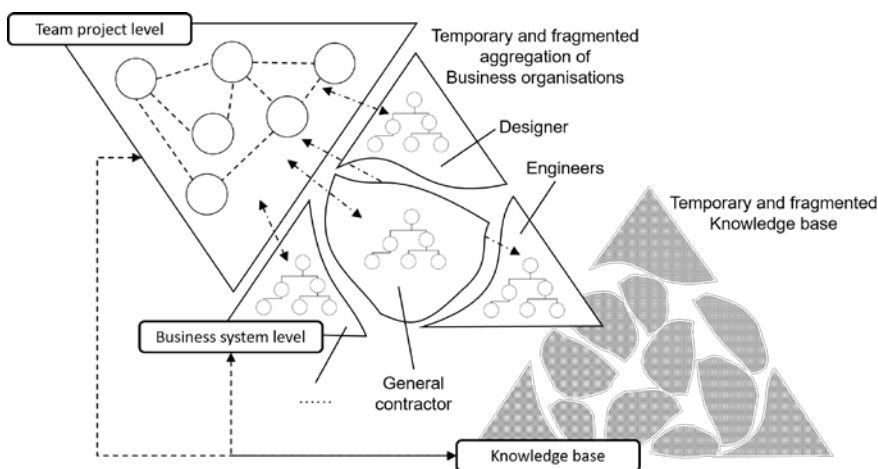 Team project level
Temporary and fragmented
aggregation of
Business organisations
Designer
Engineers
Temporary and fragmented
Knowledge base
Business system level
General
contractor
......
Knowledge base